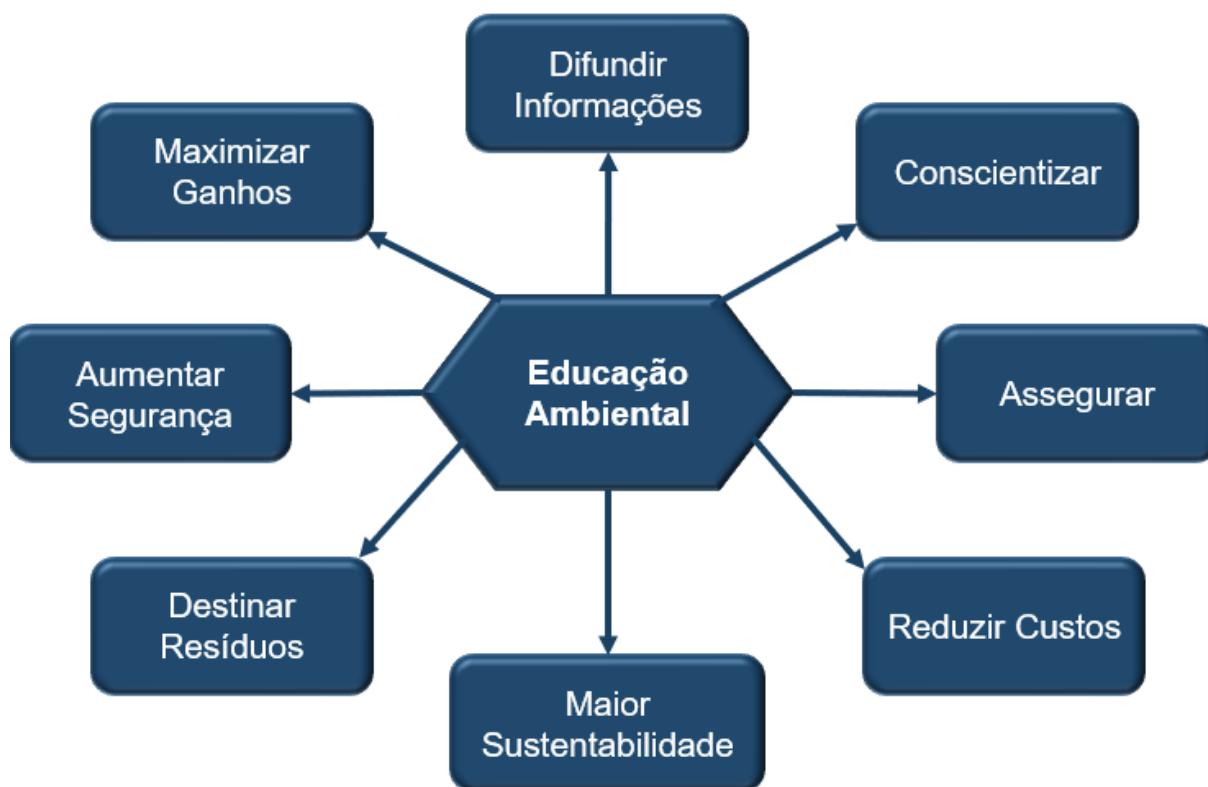 Difundir
Informações
Maximizar
Ganhos
Conscientizar
Educação
Ambiental
Aumentar
Segurança
Assegurar
Destinar
Resíduos
Reduzir Custos
Maior
Sustentabilidade